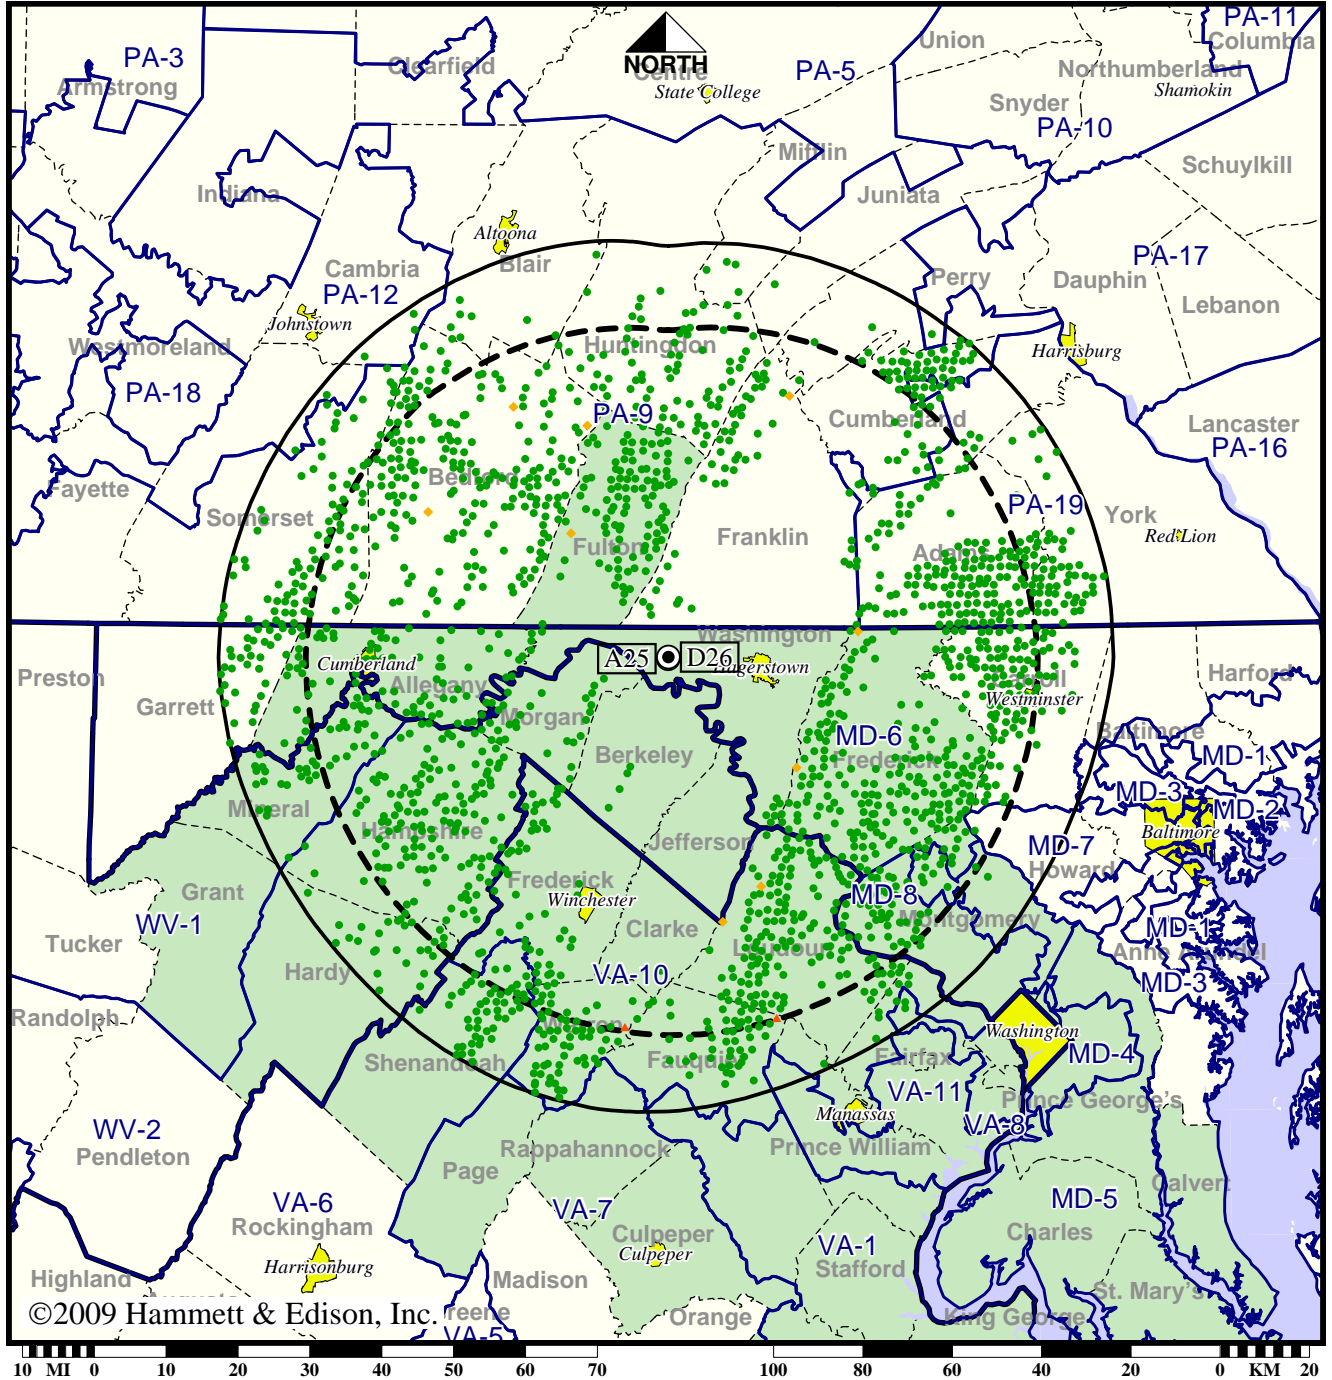 PA-11
Columbia
Union
PA-3
Clearfield
NORTH
Centre
State College
PA-5
Northumberland
Shamokin
Armstrong
Snyder
PA-10
Mifflin
Schuylkill
Indiana
Juniata
Altoona
Blair
PA-17
Cambria
PA-12
Perry
Dauphin
Lebanon
Johnstown
Westmoreland
Huntingdon
Harrisburg
PA-18
PA-9
Cumberland
Lancaster
PA-16
Bedford
Fayette
Somerset
PA-19
York
Fulton
Franklin
Adams
Red Lion
Washington
A25
D26
Hagerstown
Cumberland
Preston
Allegany
Carroll
Westminster
Harford
Garrett
Morgan
MD-6
Baltimore
Berkeley
Frederick
MD-1
MD-3
MD-2
Mineral
Hampshire
Jefferson
Baltimore
MD-7
Howard
Grant
Frederick
Winchester
MD-8
Montgomery
WV-1
Tucker
Clarke
Loudoun
MD-1
Anne Arundel
Hardy
VA-10
MD-3
Randolph
Warren
Washington
Shenandoah
Fauquier
Fairfax
MD-4
VA-11
Prince George's
Manassas
VA-8
WV-2
Pendleton
Rappahannock
Prince William
Page
Calvert
VA-6
Rockingham
VA-7
MD-5
Culpeper
Culpeper
Charles
VA-1
Stafford
Harrisonburg
Highland
Madison
St. Mary's
Augusta
©2009 Hammett & Edison, Inc.
Greene
Orange
King George
VA-5
10 MI 0 10 20 30 40 50 60 70 100 80 60 40 20 0 KM 20